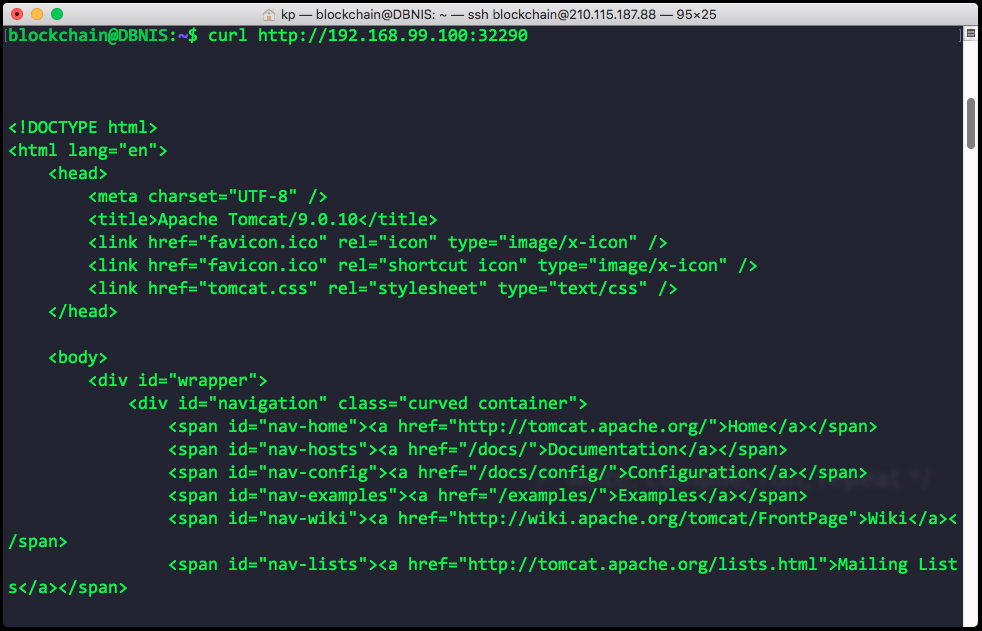 kp — blockchain@DBNIS: ~ — ssh blockchain@210.115.187.88 — 95×25
[blockchain@DBNIS:~$ curl http://192.168.99.100:32290 ]
<!DOCTYPE html>
<html lang="en">
    <head>
        <meta charset="UTF-8" />
        <title>Apache Tomcat/9.0.10</title>
        <link href="favicon.ico" rel="icon" type="image/x-icon" />
        <link href="favicon.ico" rel="shortcut icon" type="image/x-icon" />
        <link href="tomcat.css" rel="stylesheet" type="text/css" />
    </head>
    <body>
        <div id="wrapper">
            <div id="navigation" class="curved container">
                <span id="nav-home"><a href="http://tomcat.apache.org/">Home</a></span>
                <span id="nav-hosts"><a href="/docs/">Documentation</a></span>
                <span id="nav-config"><a href="/docs/config/">Configuration</a></span>
                <span id="nav-examples"><a href="/examples/">Examples</a></span>
                <span id="nav-wiki"><a href="http://wiki.apache.org/tomcat/FrontPage">Wiki</a><
/span>
                <span id="nav-lists"><a href="http://tomcat.apache.org/lists.html">Mailing List
s</a></span>